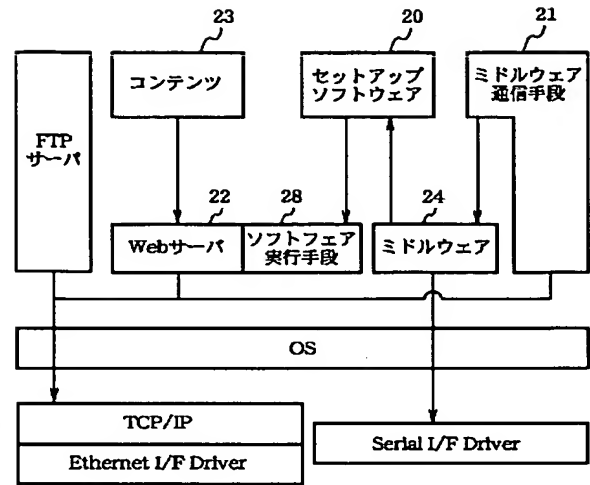 23
20
21
コンテンツ
セットアップ
ソフトウェア
ミドルウェア
通信手段
FTP
サーバ
22
28
24
Webサーバ
ソフトフェア
実行手段
ミドルウェア
OS
TCP/IP
Ethernet I/F Driver
Serial I/F Driver